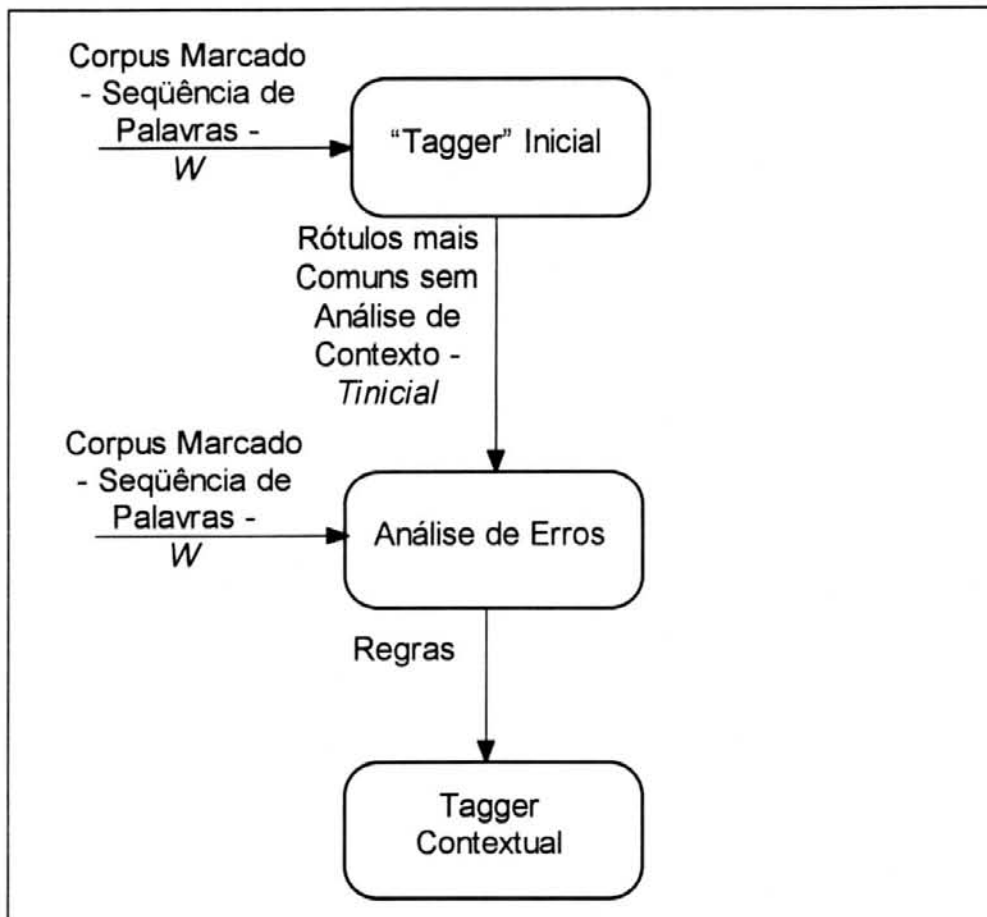 Corpus Marcado
- Seqüência de
Palavras -
W
“Tagger” Inicial
Rótulos mais
Comuns sem
Análise de
Contexto -
Tinicial
Corpus Marcado
- Seqüência de
Palavras -
W
Análise de Erros
Regras
Tagger
Contextual